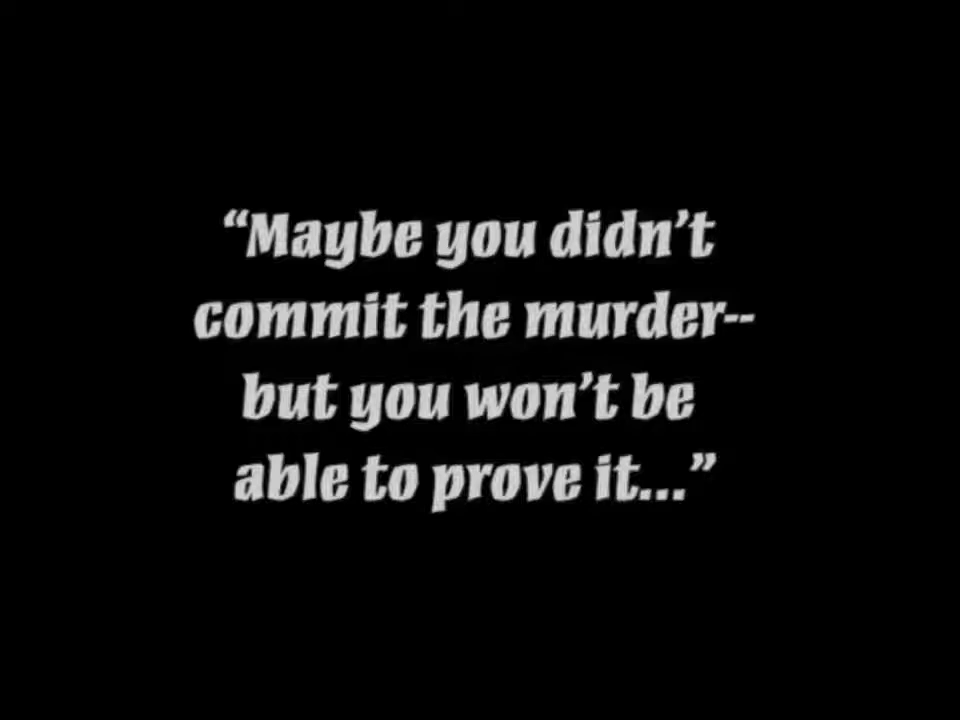 “Maybe you didn’t
commit the murder--
but you won’t be
able to prove it...”